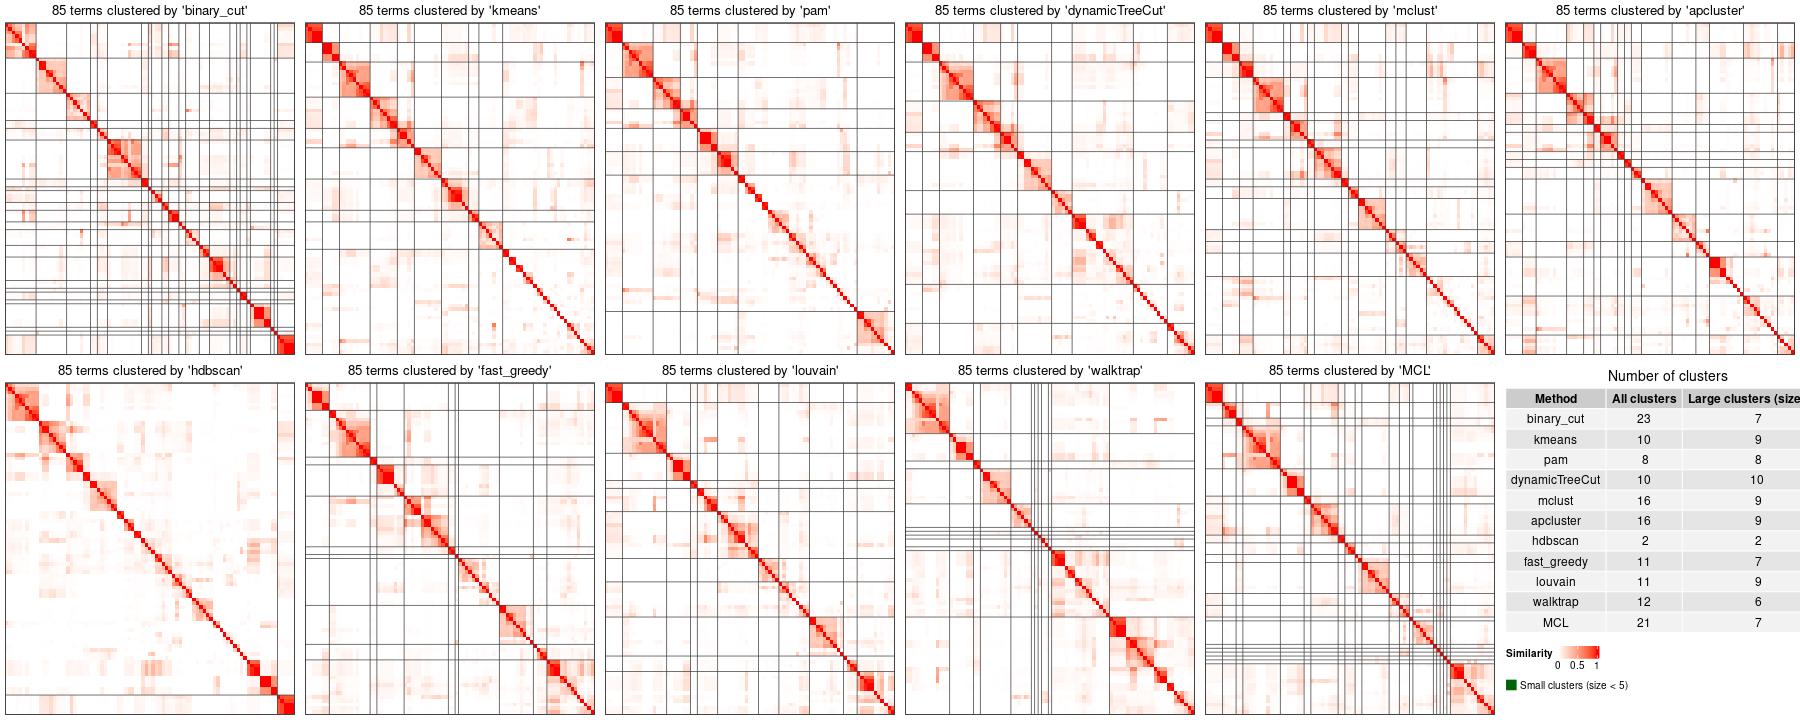 85 terms clustered by 'binary_cut'
85 terms clustered by 'kmeans'
85 terms clustered by 'pam'
85 terms clustered by 'dynamicTreeCut'
85 terms clustered by 'mclust'
85 terms clustered by 'apcluster'
85 terms clustered by 'hdbscan'
85 terms clustered by 'fast_greedy'
85 terms clustered by 'louvain'
85 terms clustered by 'walktrap'
85 terms clustered by 'MCL'
Number of clusters
Method All clusters Large clusters (size
binary_cut 23 7
kmeans 10 9
pam 8 8
dynamicTreeCut 10 10
mclust 16 9
apcluster 16 9
hdbscan 2 2
fast_greedy 11 7
louvain 11 9
walktrap 12 6
MCL 21 7
Similarity
0 0.5 1
Small clusters (size < 5)